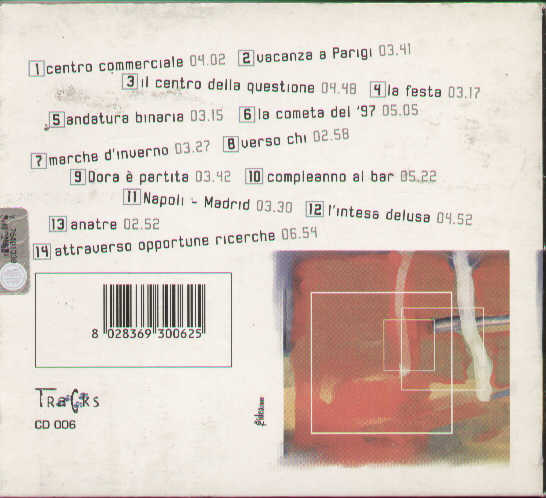 1 centro commerciale 04.02 2 vacanza a Parigi 03.41
3 il centro della questione 04.48 4 la festa 03.17
5 andatura binaria 03.15 6 la cometa del '97 05.05
7 marche d'inverno 03.27 8 verso chi 02.58
9 Dora è partita 03.42 10 compleanno al bar 05.22
11 Napoli - Madrid 03.30 12 l'intesa delusa 04.52
13 anatre 02.52
14 attraverso opportune ricerche 06.54
8 028369 300625
TRaCKS
CD 006